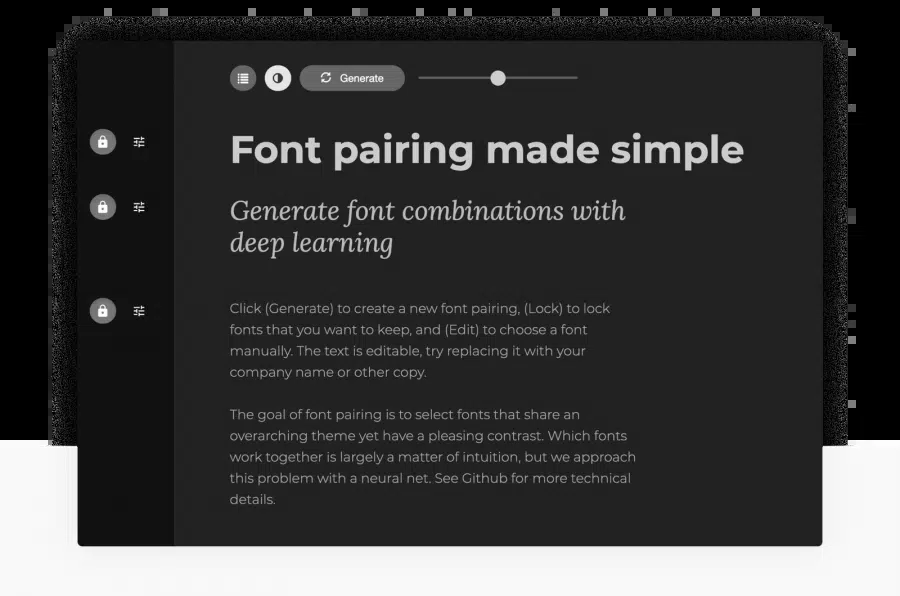 Generate
Font pairing made simple
Generate font combinations with
deep learning
Click (Generate) to create a new font pairing, (Lock) to lock
fonts that you want to keep, and (Edit) to choose a font
manually. The text is editable, try replacing it with your
company name or other copy.
The goal of font pairing is to select fonts that share an
overarching theme yet have a pleasing contrast. Which fonts
work together is largely a matter of intuition, but we approach
this problem with a neural net. See Github for more technical
details.